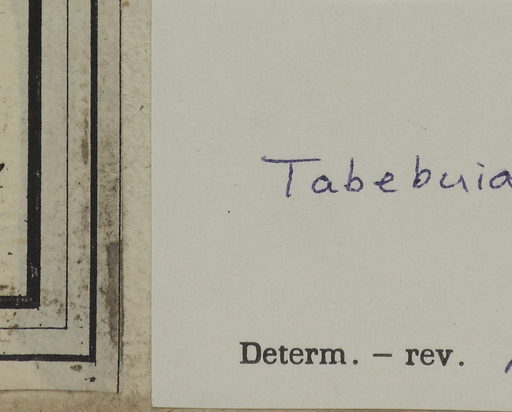 Tabebuia
Determ. – rev.